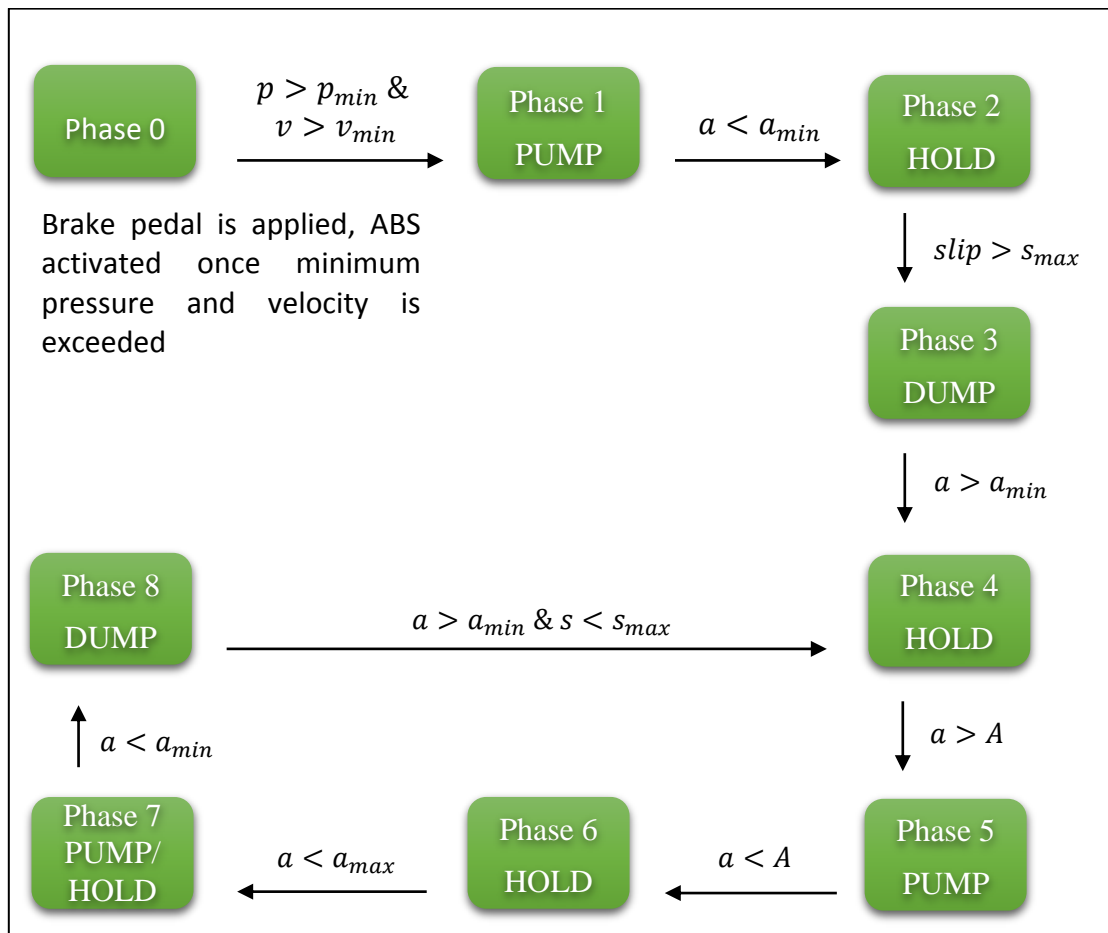 Phase 0
p > p_min &
v > v_min
Phase 1
PUMP
a < a_min
Phase 2
HOLD
Brake pedal is applied, ABS
activated once minimum
pressure and velocity is
exceeded
slip > s_max
Phase 3
DUMP
a > a_min
Phase 8
DUMP
a > a_min & s < s_max
Phase 4
HOLD
a < a_min
a > A
Phase 7
PUMP/
HOLD
a < a_max
Phase 6
HOLD
a < A
Phase 5
PUMP